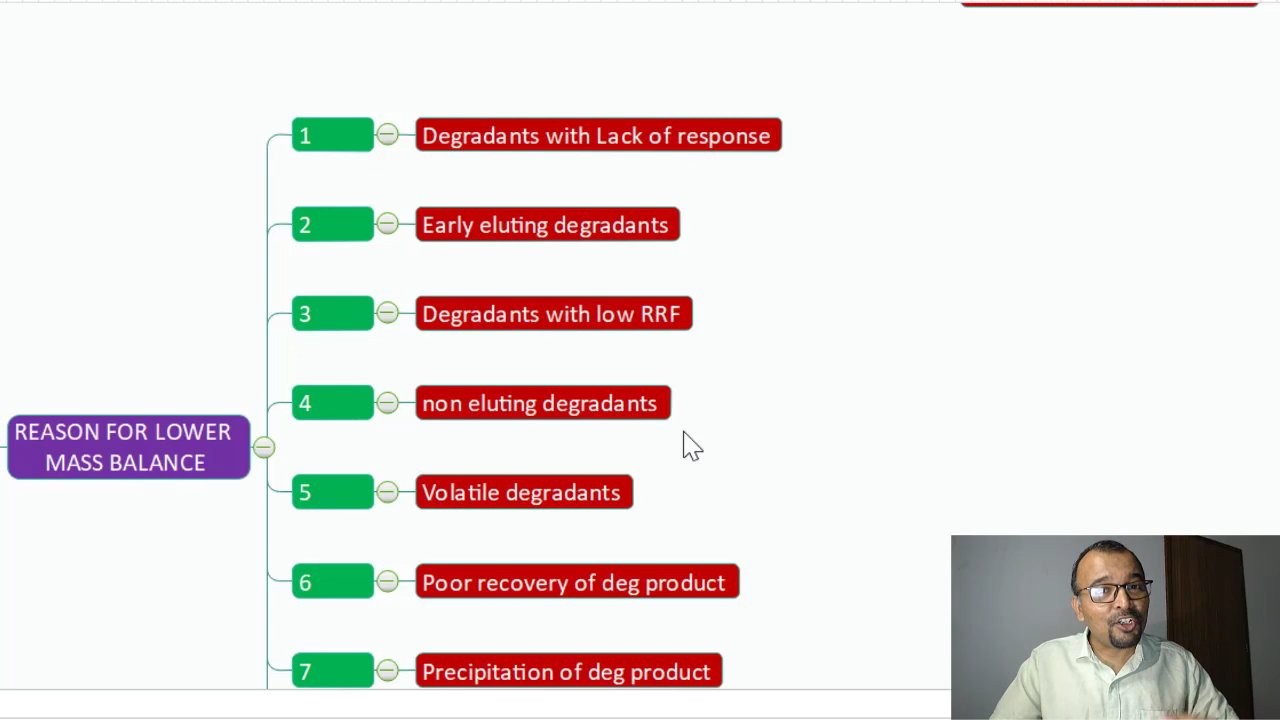 1
Degradants with Lack of response
2
Early eluting degradants
3
Degradants with low RRF
4
non eluting degradants
REASON FOR LOWER
MASS BALANCE
5
Volatile degradants
6
Poor recovery of deg product
7
Precipitation of deg product